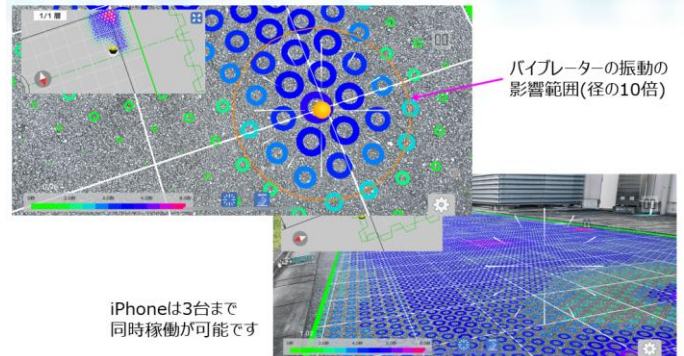 1/1 層
バイブレーターの振動の
影響範囲(径の10倍)
iPhoneは3台まで
同時稼働が可能です